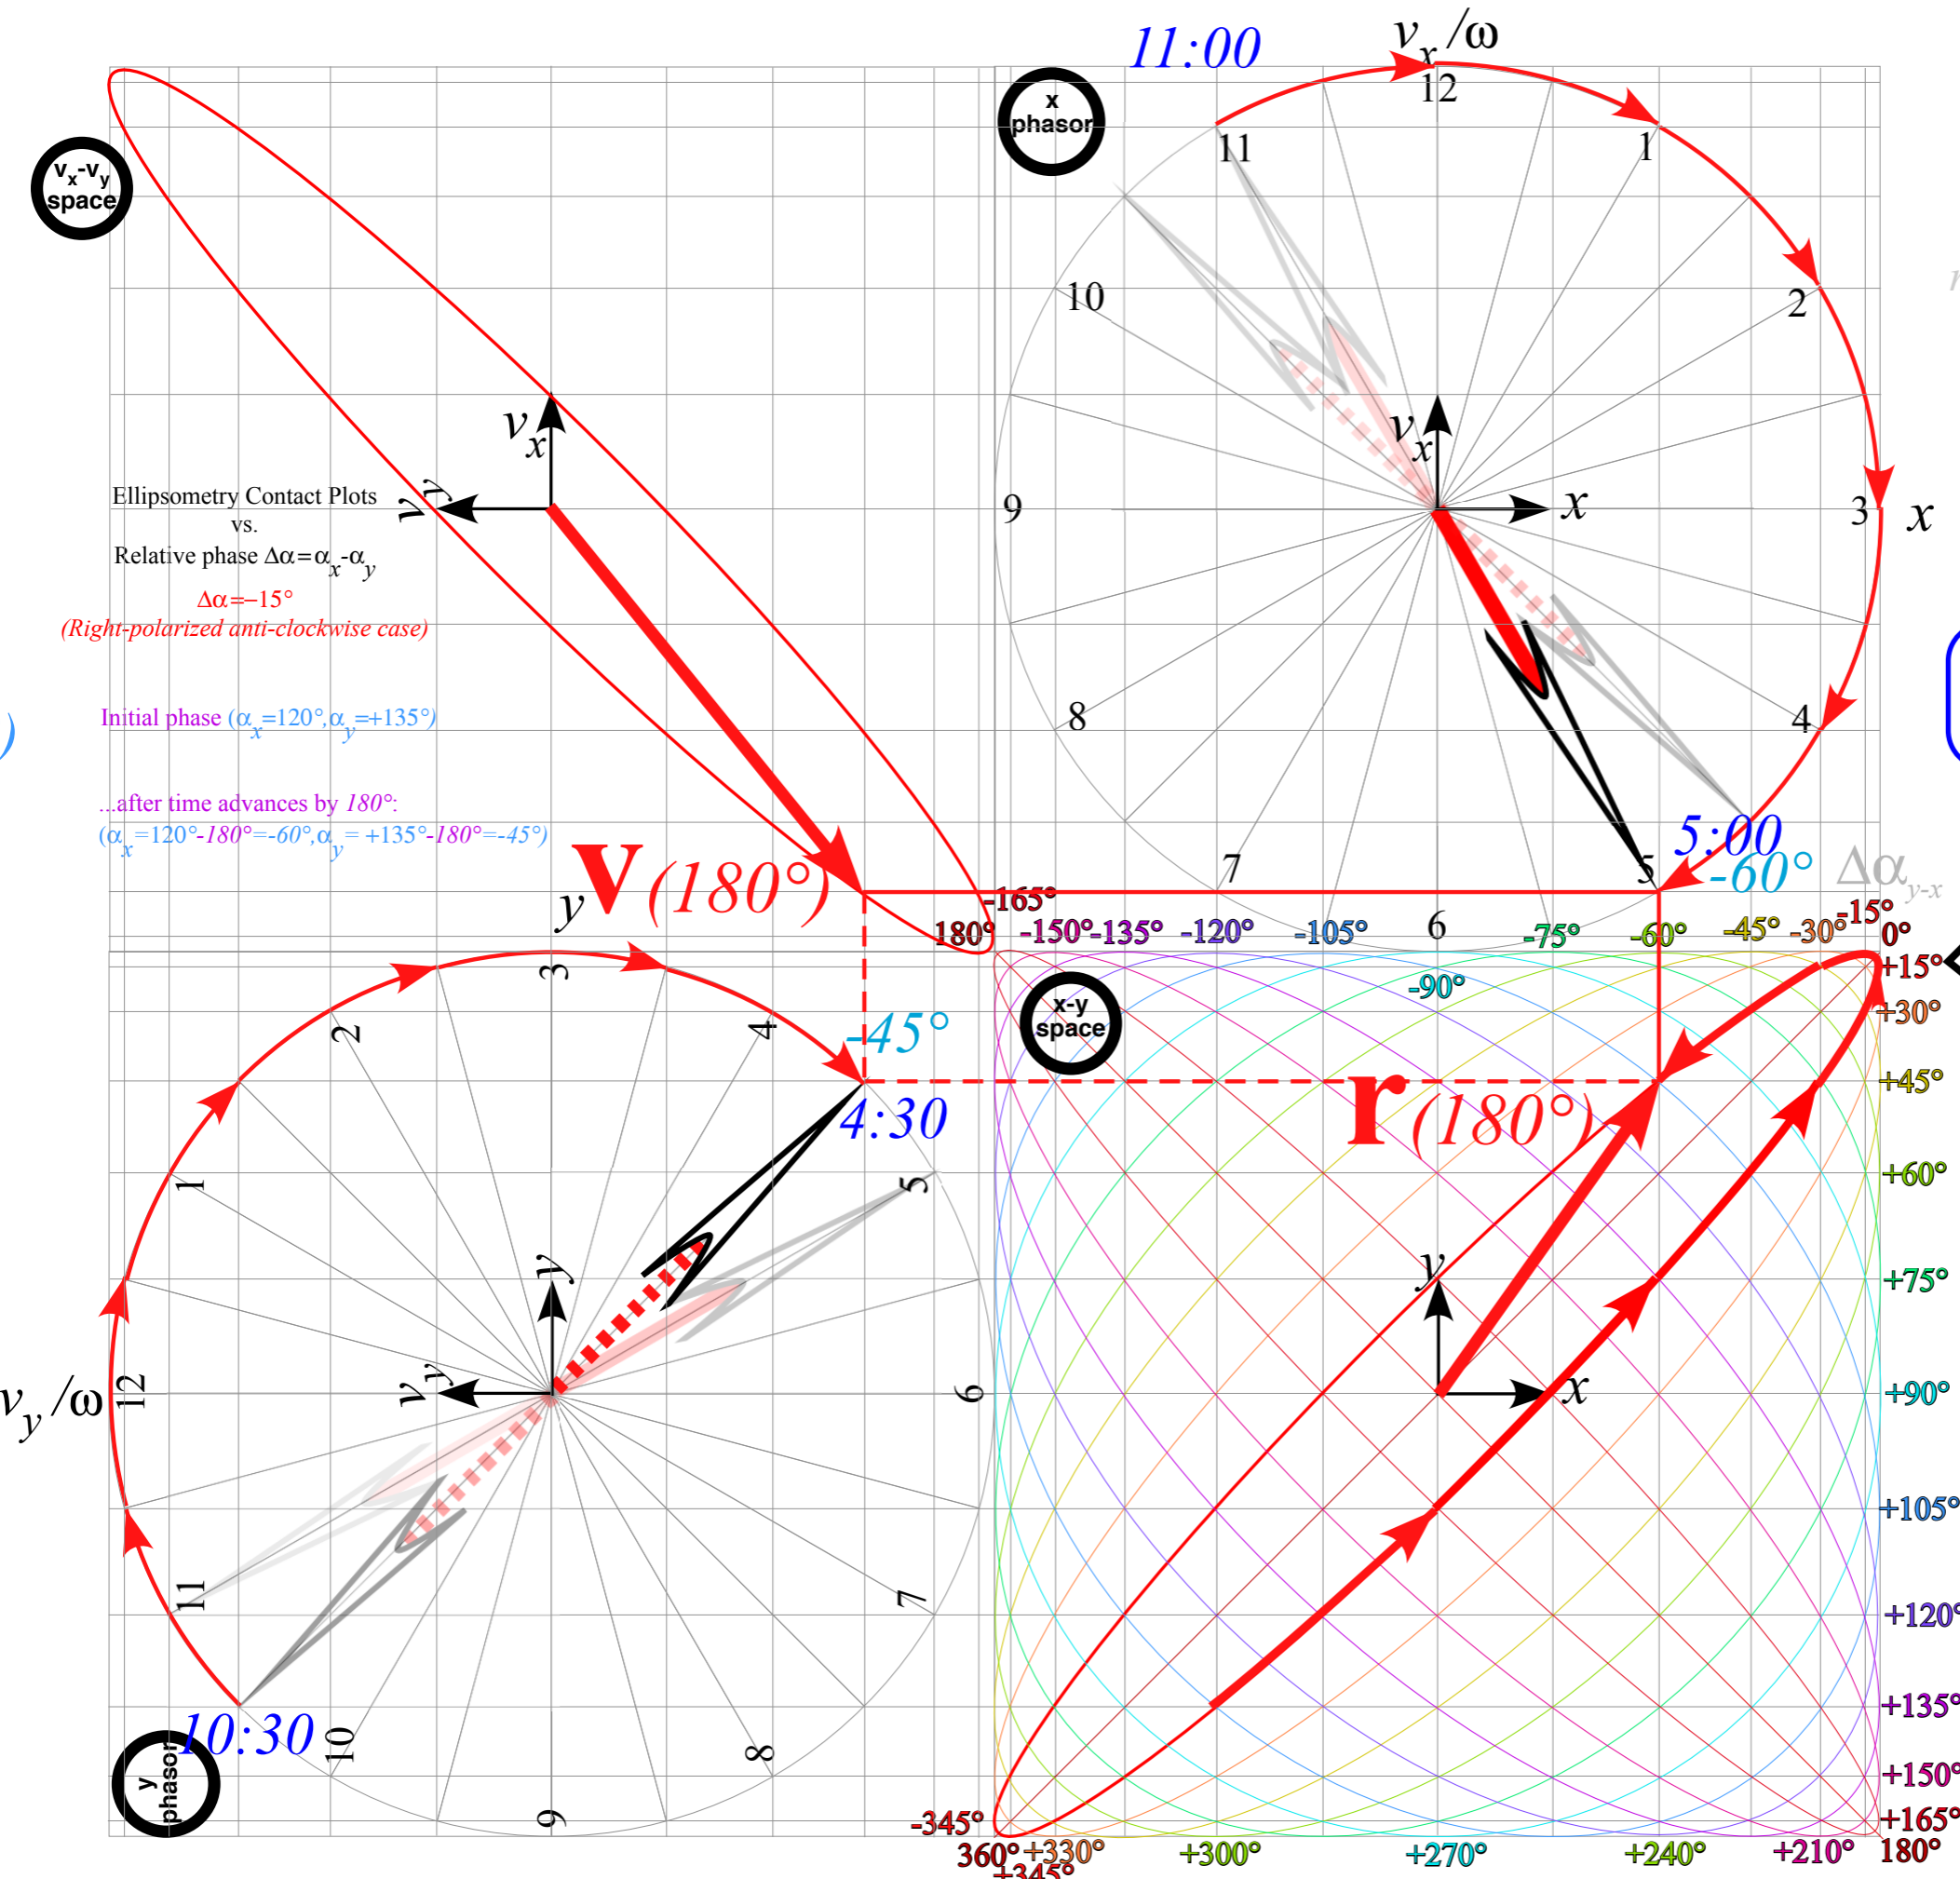 11:00
v_x/ω
12
x
phasor
v_x-v_y
space
11
1
10
2
v_x
v_y
v_x
x
9
3
x
Ellipsometry Contact Plots
vs.
Relative phase Δα=α_x-α_y
Δα=−15°
(Right-polarized anti-clockwise case)
Initial phase (α_x=120°,α_y=+135°)
...after time advances by 180°:
(α_x=120°-180°=-60°,α_y= +135°-180°=-45°)
)
8
4
7
6
5
5:00
-60°
Δα_y-x
y
v(180°)
180°
-165°
-150°
-135°
-120°
-105°
-90°
-75°
-60°
-45°
-30°
-15°
0°
+15°
+30°
+45°
+60°
+75°
+90°
+105°
+120°
+135°
+150°
+165°
180°
x-y
space
-45°
4:30
r(180°)
y
x
3
2
4
1
5
y
v_y
v_y/ω
12
6
11
7
10:30
10
8
9
y
phasor
-345°
360°
+345°
+330°
+300°
+270°
+240°
+210°